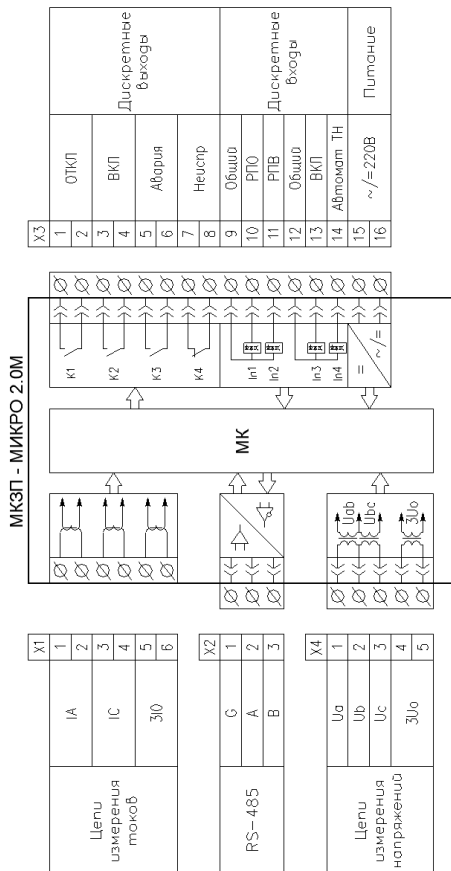 МКЗП - МИКРО 2.0М
X3
1
2
ОТКЛ
3
4
ВКЛ
5
6
Авария
7
8
Неиспр
Дискретные
выходы
9
Общий
10
РПО
11
РПВ
12
Общий
13
ВКЛ
14
Автомат ТН
Дискретные
входы
15
16
~/=220В
Питание
К1
К2
К3
К4
In1
In2
In3
In4
=
~/=
МК
Uab
Ubc
3Uo
X1
1
2
IA
3
4
IC
5
6
3I0
Цепи
измерения
токов
X2
1
G
2
A
3
B
RS-485
X4
1
Ua
2
Ub
3
Uc
4
5
3Uo
Цепи
измерения
напряжений